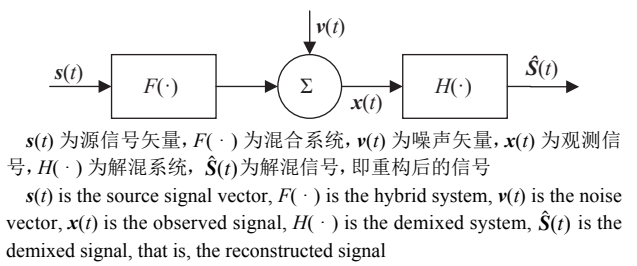 v(t)
s(t) F(·) Σ H(·) Ŝ(t)
x(t)
s(t) 为源信号矢量, F( · ) 为混合系统, v(t) 为噪声矢量, x(t) 为观测信
号, H( · ) 为解混系统, Ŝ(t)为解混信号, 即重构后的信号
s(t) is the source signal vector, F( · ) is the hybrid system, v(t) is the noise
vector, x(t) is the observed signal, H( · ) is the demixed system, Ŝ(t) is the
demixed signal, that is, the reconstructed signal